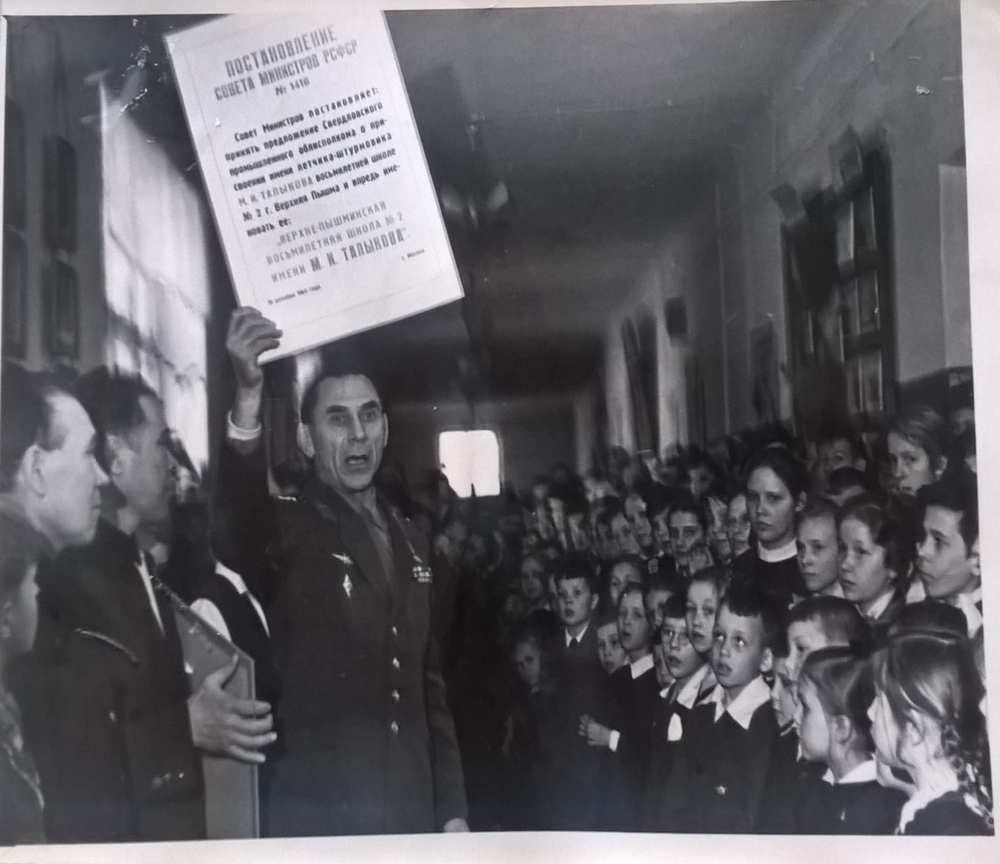 ПОСТАНОВЛЕНИЕ
СОВЕТА МИНИСТРОВ РСФСР
№ 1416
Совет Министров постановляет:
принять предложение Свердловского
промышленного облисполкома о при-
своении имени летчика-штурмовика
М. И. ТАЛЫКОВА восьмилетней школе
№ 2 г. Верхняя Пышма и впредь име-
новать ее:
„ВЕРХНЕ-ПЫШМИНСКАЯ
ВОСЬМИЛЕТНЯЯ ШКОЛА № 2
ИМЕНИ М. И. ТАЛЫКОВА".
г. Москва
декабря года